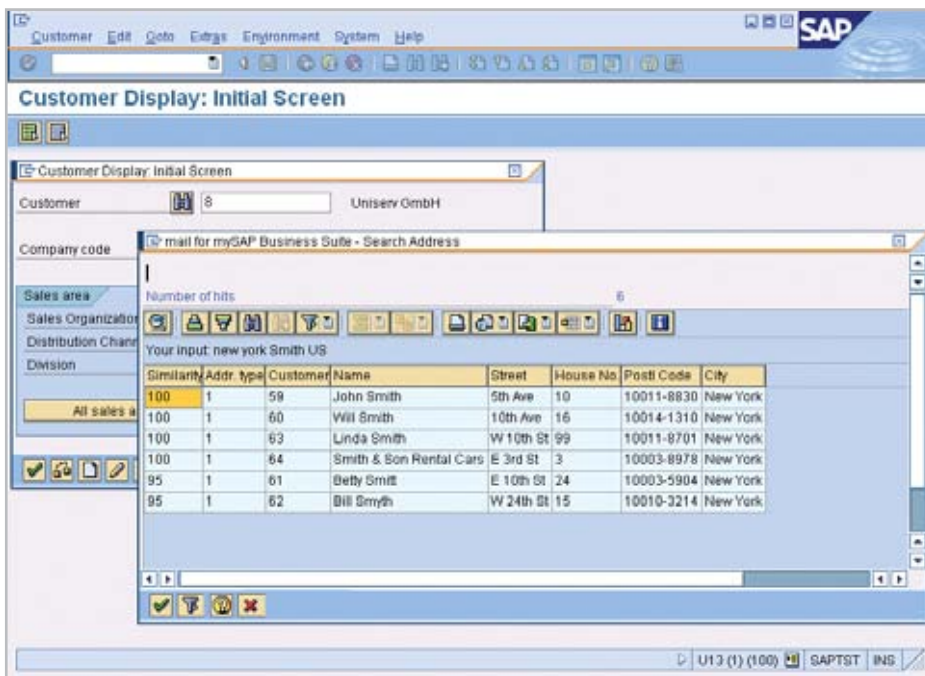 Customer Edit Goto Extras Environment System Help
SAP
Customer Display: Initial Screen
Customer Display: Initial Screen
Customer 8 Uniserv GmbH
Company code
mail for mySAP Business Suite - Search Address
Number of hits 6
Sales area
Sales Organization
Distribution Chann
Division
All sales a
Your input: new york Smith US
Similarity Addr. type Customer Name Street House No Postl Code City
100 1 59 John Smith 5th Ave 10 10011-8830 New York
100 1 60 Will Smith 10th Ave 16 10014-1310 New York
100 1 63 Linda Smith W 10th St 99 10011-8701 New York
100 1 64 Smith & Son Rental Cars E 3rd St 3 10003-8978 New York
95 1 61 Betty Smitt E 10th St 24 10003-5904 New York
95 1 62 Bill Smyth W 24th St 15 10010-3214 New York
U13 (1) (100) SAPTST INS